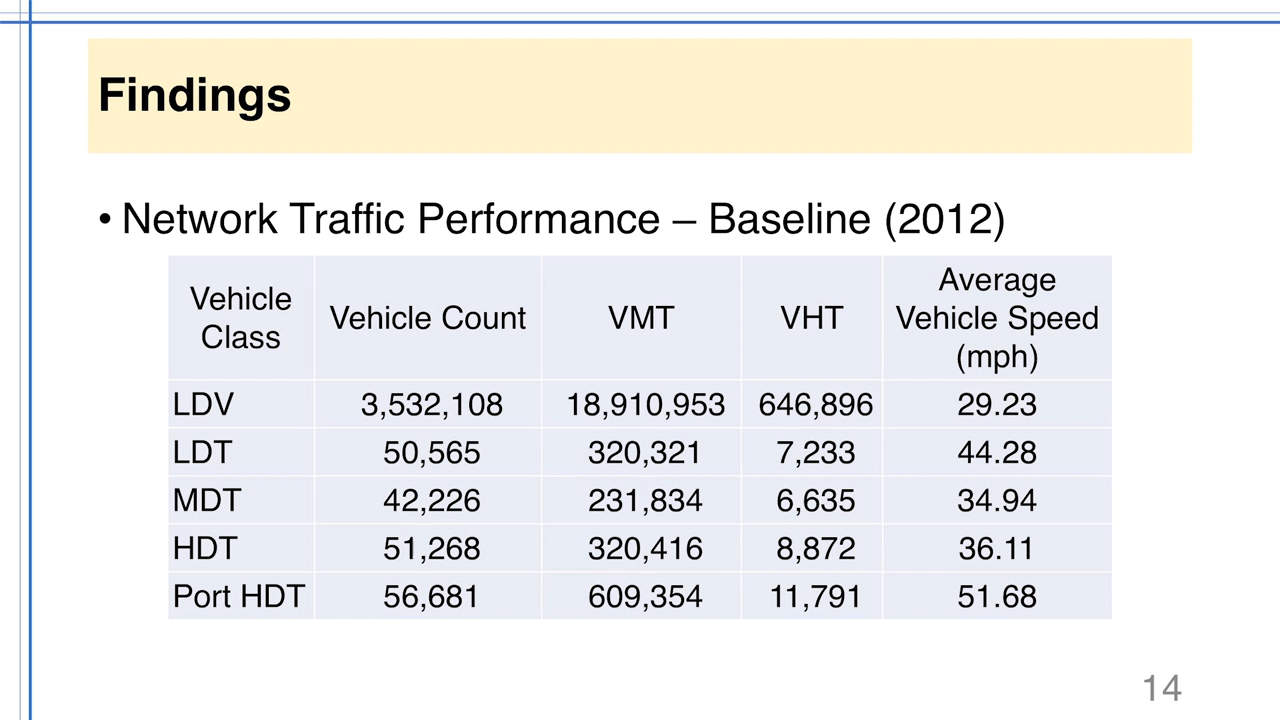 Findings
• Network Traffic Performance – Baseline (2012)
Vehicle Class Vehicle Count VMT VHT Average Vehicle Speed (mph)
LDV 3,532,108 18,910,953 646,896 29.23
LDT 50,565 320,321 7,233 44.28
MDT 42,226 231,834 6,635 34.94
HDT 51,268 320,416 8,872 36.11
Port HDT 56,681 609,354 11,791 51.68
14